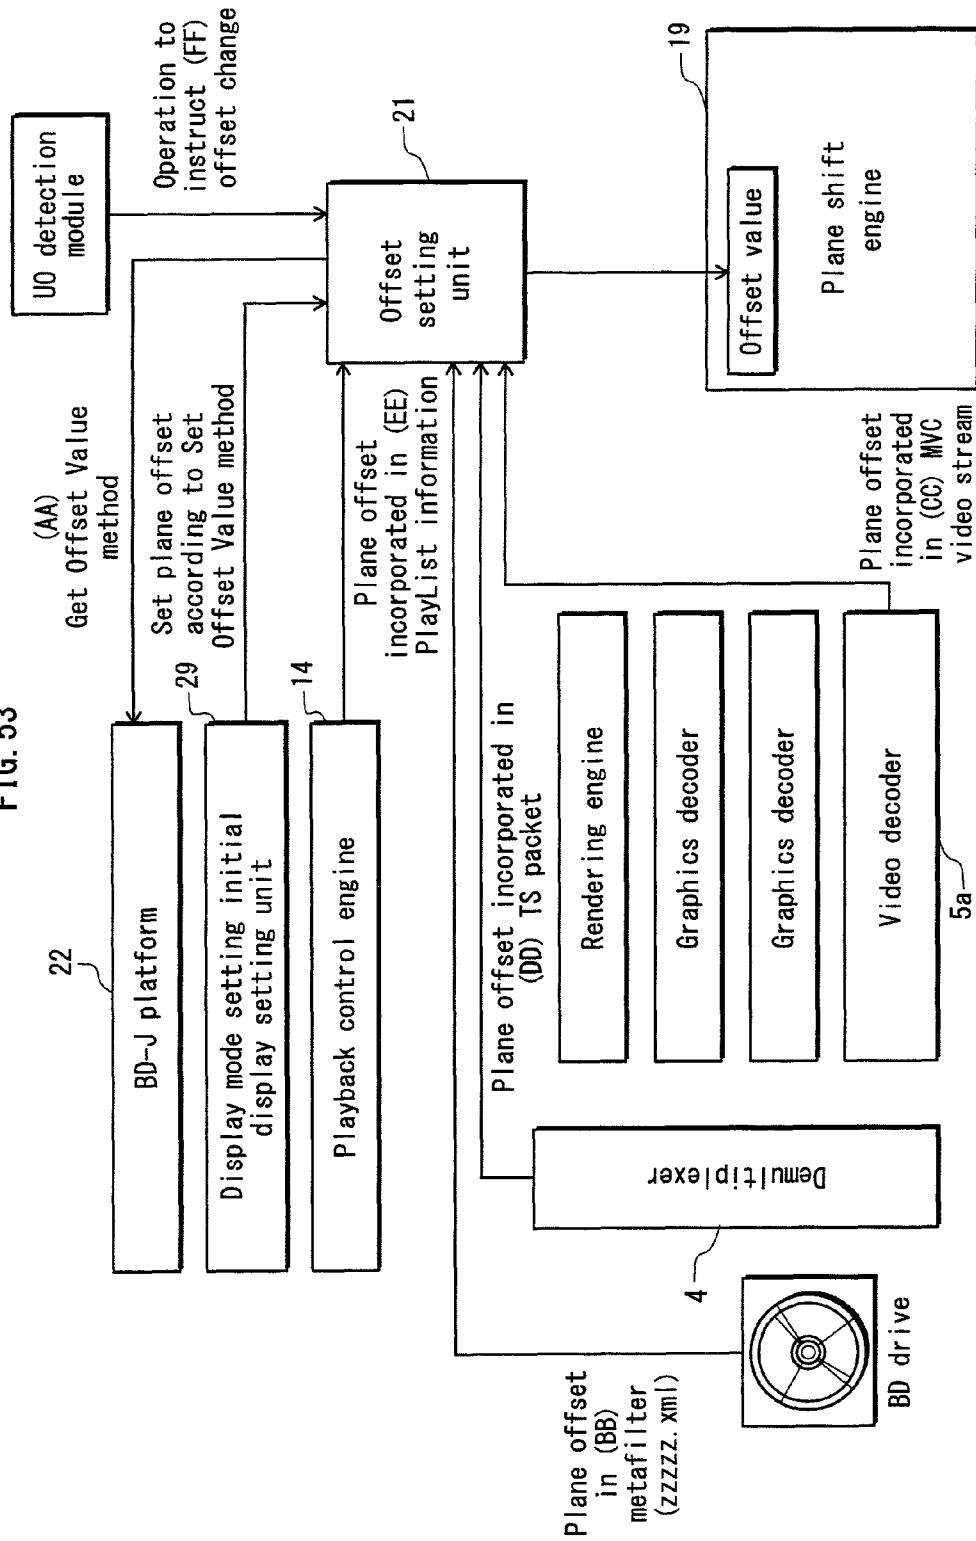 FIG. 53
22
BD-J platform
29
Display mode setting initial
display setting unit
14
Playback control engine
(AA)
Get Offset Value
method
Set plane offset
according to Set
Offset Value method
Plane offset
incorporated in (EE)
PlayList information
UO detection
module
Operation to
instruct (FF)
offset change
21
Offset
setting
unit
19
Offset value
Plane shift
engine
Plane offset
in (BB)
metafilter
(zzzzz.xml)
BD drive
4
Demultiplexer
Plane offset incorporated in
(DD) TS packet
Rendering engine
Graphics decoder
Graphics decoder
Video decoder
5a
Plane offset
incorporated
in (CC) MVC
video stream